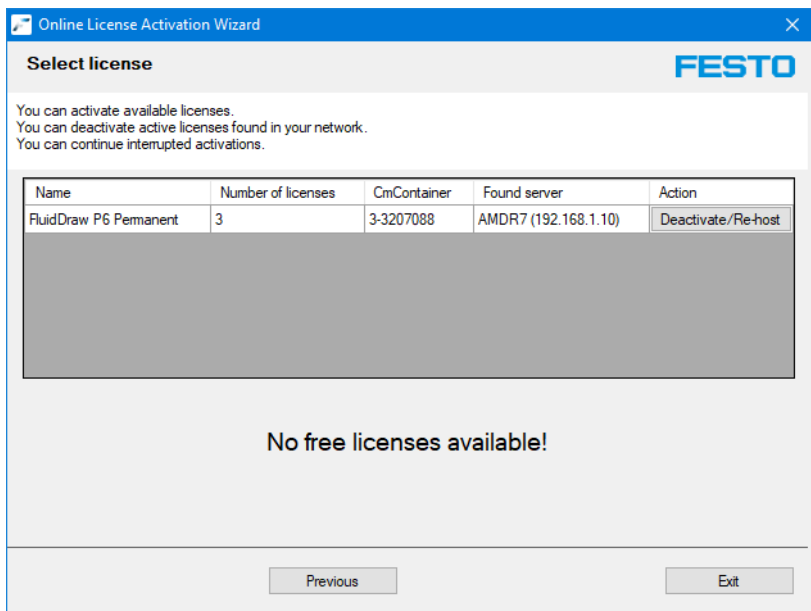 Online License Activation Wizard
Select license
FESTO
You can activate available licenses.
You can deactivate active licenses found in your network.
You can continue interrupted activations.
Name Number of licenses CmContainer Found server Action
FluidDraw P6 Permanent 3 3-3207088 AMDR7 (192.168.1.10) Deactivate/Re-host
No free licenses available!
Previous Exit